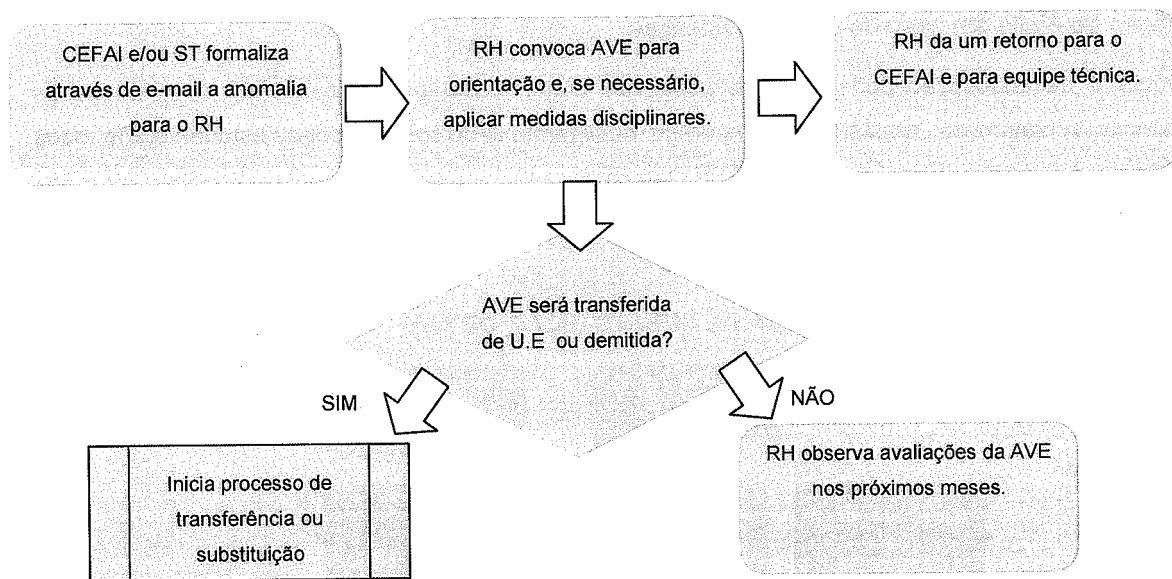 CEFAI e/ou ST formaliza
através de e-mail a anomalia
para o RH
RH convoca AVE para
orientação e, se necessário,
aplicar medidas disciplinares.
RH da um retorno para o
CEFAI e para equipe técnica.
AVE será transferida
de U.E ou demitida?
SIM
NÃO
Inicia processo de
transferência ou
substituição
RH observa avaliações da AVE
nos próximos meses.